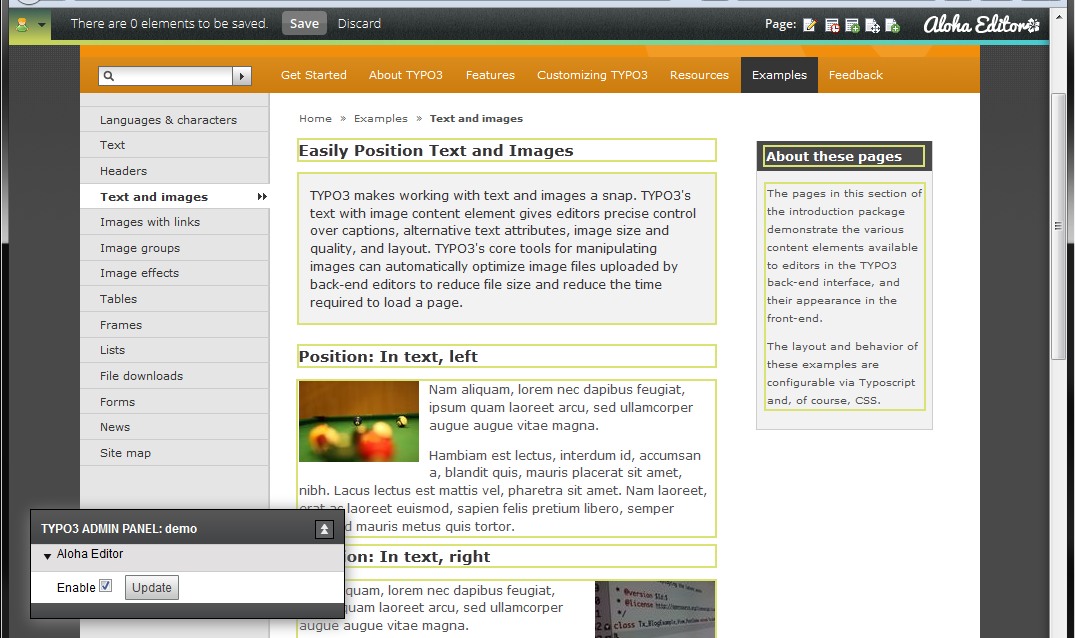 There are 0 elements to be saved. Save Discard Page: Aloha Editor
Get Started About TYPO3 Features Customizing TYPO3 Resources Examples Feedback
Languages & characters
Text
Headers
Text and images
Images with links
Image groups
Image effects
Tables
Frames
Lists
File downloads
Forms
News
Site map
Home » Examples » Text and images
Easily Position Text and Images
TYPO3 makes working with text and images a snap. TYPO3's
text with image content element gives editors precise control
over captions, alternative text attributes, image size and
quality, and layout. TYPO3's core tools for manipulating
images can automatically optimize image files uploaded by
back-end editors to reduce file size and reduce the time
required to load a page.
Position: In text, left
Nam aliquam, lorem nec dapibus feugiat,
ipsum quam laoreet arcu, sed ullamcorper
augue augue vitae magna.
Hambiam est lectus, interdum id, accumsan
a, blandit quis, mauris placerat sit amet,
nibh. Lacus lectus est mattis vel, pharetra sit amet. Nam laoreet,
erat ac laoreet euismod, sapien felis pretium libero, semper
d mauris metus quis tortor.
on: In text, right
quam, lorem nec dapibus feugiat,
uam laoreet arcu, sed ullamcorper
augue augue vitae magna.
* @version $Id:$
* @license http://
class Tx_BlogExample
About these pages
The pages in this section of
the introduction package
demonstrate the various
content elements available
to editors in the TYPO3
back-end interface, and
their appearance in the
front-end.
The layout and behavior of
these examples are
configurable via Typoscript
and, of course, CSS.
TYPO3 ADMIN PANEL: demo
Aloha Editor
Enable Update